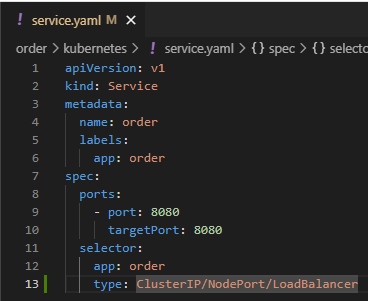 ! service.yaml M ×
order > kubernetes > ! service.yaml > {} spec > {} selecto
1 apiVersion: v1
2 kind: Service
3 metadata:
4   name: order
5   labels:
6     app: order
7 spec:
8   ports:
9     - port: 8080
10       targetPort: 8080
11   selector:
12     app: order
13     type: ClusterIP/NodePort/LoadBalancer